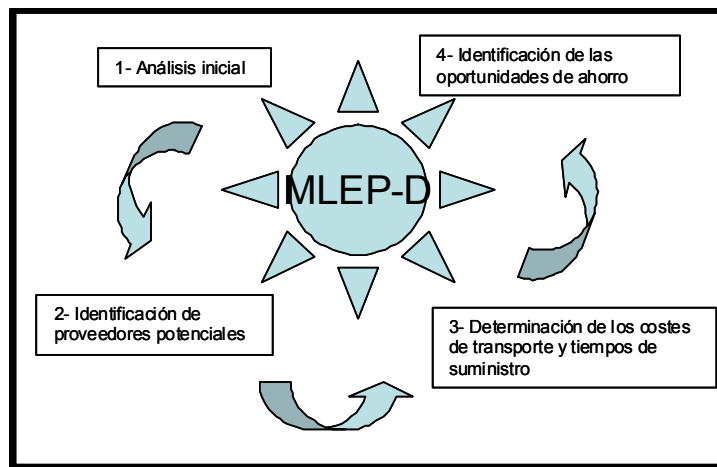 1- Análisis inicial
4- Identificación de las
oportunidades de ahorro
MLEP-D
2- Identificación de
proveedores potenciales
3- Determinación de los costes
de transporte y tiempos de
suministro